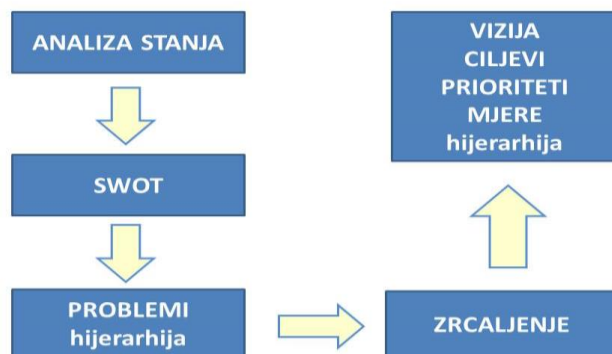 ANALIZA STANJA
SWOT
PROBLEMI
hijerarhija
ZRCALJENJE
VIZIJA
CILJEVI
PRIORITETI
MJERE
hijerarhija